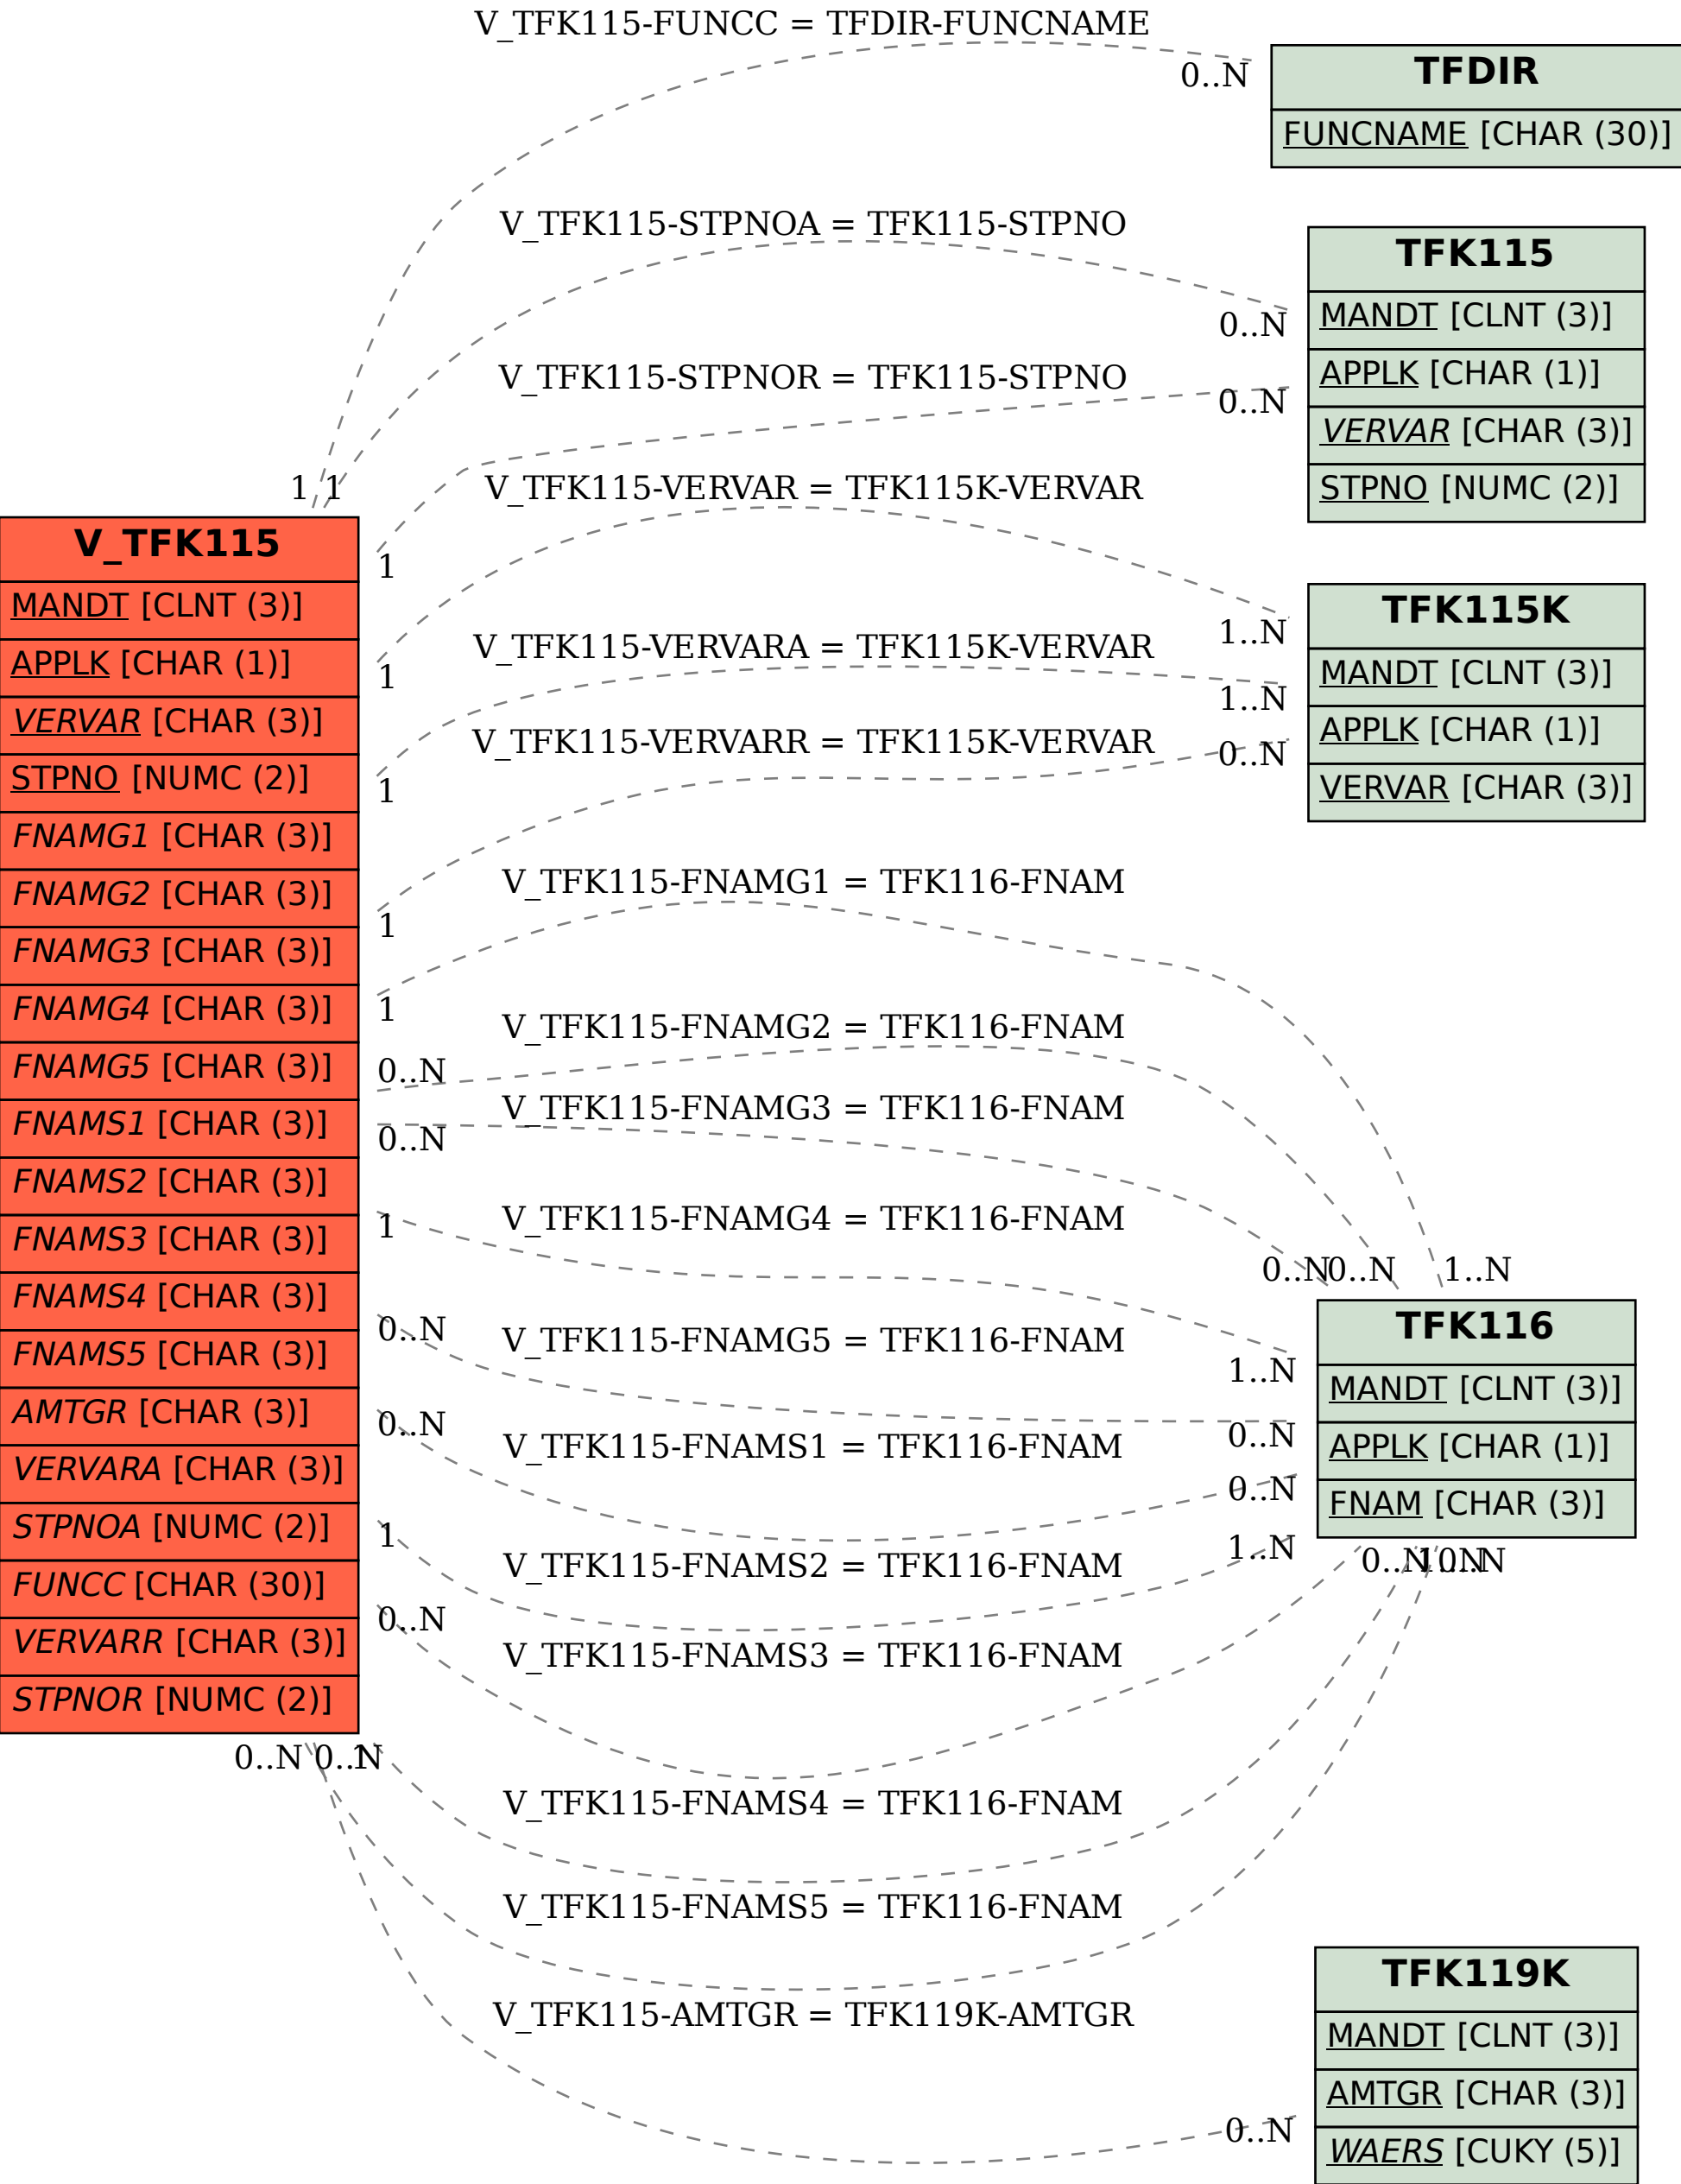 V_TFK115-FUNCC = TFDIR-FUNCNAME
0..N
TFDIR
FUNCNAME [CHAR (30)]
V_TFK115-STPNOA = TFK115-STPNO
0..N
V_TFK115-STPNOR = TFK115-STPNO
0..N
TFK115
MANDT [CLNT (3)]
APPLK [CHAR (1)]
VERVAR [CHAR (3)]
STPNO [NUMC (2)]
1
1
1
V_TFK115-VERVAR = TFK115K-VERVAR
1..N
1
V_TFK115-VERVARA = TFK115K-VERVAR
1..N
1
V_TFK115-VERVARR = TFK115K-VERVAR
0..N
1
TFK115K
MANDT [CLNT (3)]
APPLK [CHAR (1)]
VERVAR [CHAR (3)]
V_TFK115
MANDT [CLNT (3)]
APPLK [CHAR (1)]
VERVAR [CHAR (3)]
STPNO [NUMC (2)]
FNAMG1 [CHAR (3)]
FNAMG2 [CHAR (3)]
FNAMG3 [CHAR (3)]
FNAMG4 [CHAR (3)]
FNAMG5 [CHAR (3)]
FNAMS1 [CHAR (3)]
FNAMS2 [CHAR (3)]
FNAMS3 [CHAR (3)]
FNAMS4 [CHAR (3)]
FNAMS5 [CHAR (3)]
AMTGR [CHAR (3)]
VERVARA [CHAR (3)]
STPNOA [NUMC (2)]
FUNCC [CHAR (30)]
VERVARR [CHAR (3)]
STPNOR [NUMC (2)]
V_TFK115-FNAMG1 = TFK116-FNAM
1
V_TFK115-FNAMG2 = TFK116-FNAM
0..N
V_TFK115-FNAMG3 = TFK116-FNAM
0..N
V_TFK115-FNAMG4 = TFK116-FNAM
1
0..N
0..N
1..N
V_TFK115-FNAMG5 = TFK116-FNAM
0..N
1..N
V_TFK115-FNAMS1 = TFK116-FNAM
0..N
0..N
0..N
V_TFK115-FNAMS2 = TFK116-FNAM
1
1..N
V_TFK115-FNAMS3 = TFK116-FNAM
0..N
TFK116
MANDT [CLNT (3)]
APPLK [CHAR (1)]
FNAM [CHAR (3)]
0..N
1..N
0..N
0..N
0..N
1
V_TFK115-FNAMS4 = TFK116-FNAM
V_TFK115-FNAMS5 = TFK116-FNAM
V_TFK115-AMTGR = TFK119K-AMTGR
0..N
TFK119K
MANDT [CLNT (3)]
AMTGR [CHAR (3)]
WAERS [CUKY (5)]